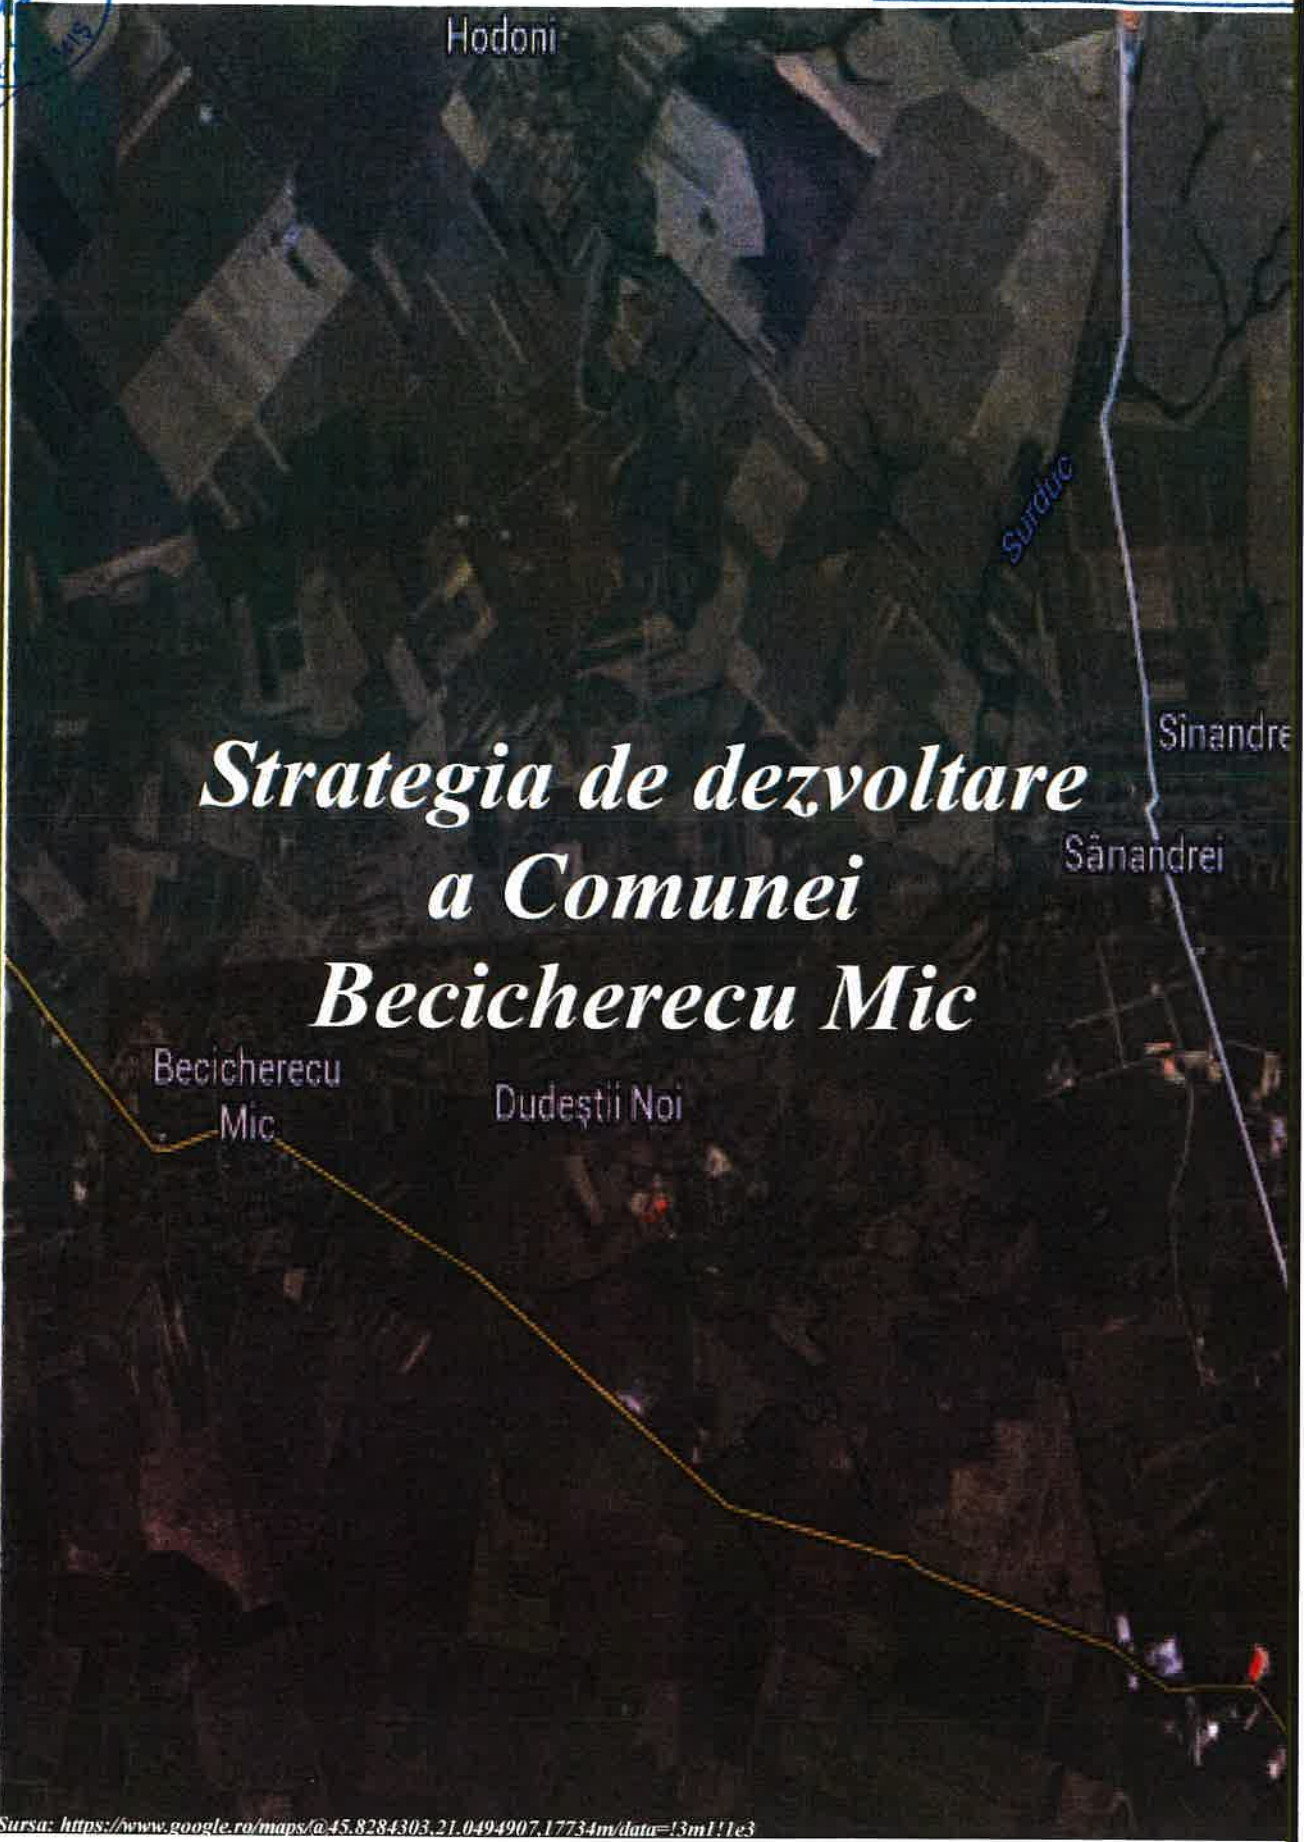 Hodoni
Surduc
Sînandre
Strategia de dezvoltare
Sânandrei
a Comunei
Becicherecu Mic
Becicherecu
Mic
Dudeștii Noi
Sursa: https://www.google.ro/maps/@45.8284303,21.0494907,17734m/data=!3m1!1e3